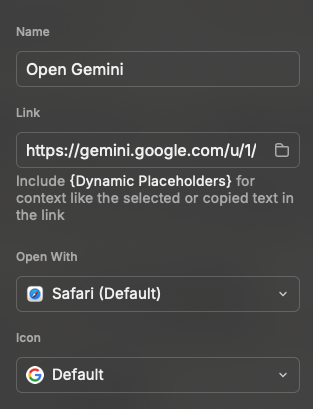 Name
Open Gemini
Link
https://gemini.google.com/u/1/
Include {Dynamic Placeholders} for
context like the selected or copied text in
the link
Open With
Safari (Default)
Icon
Default